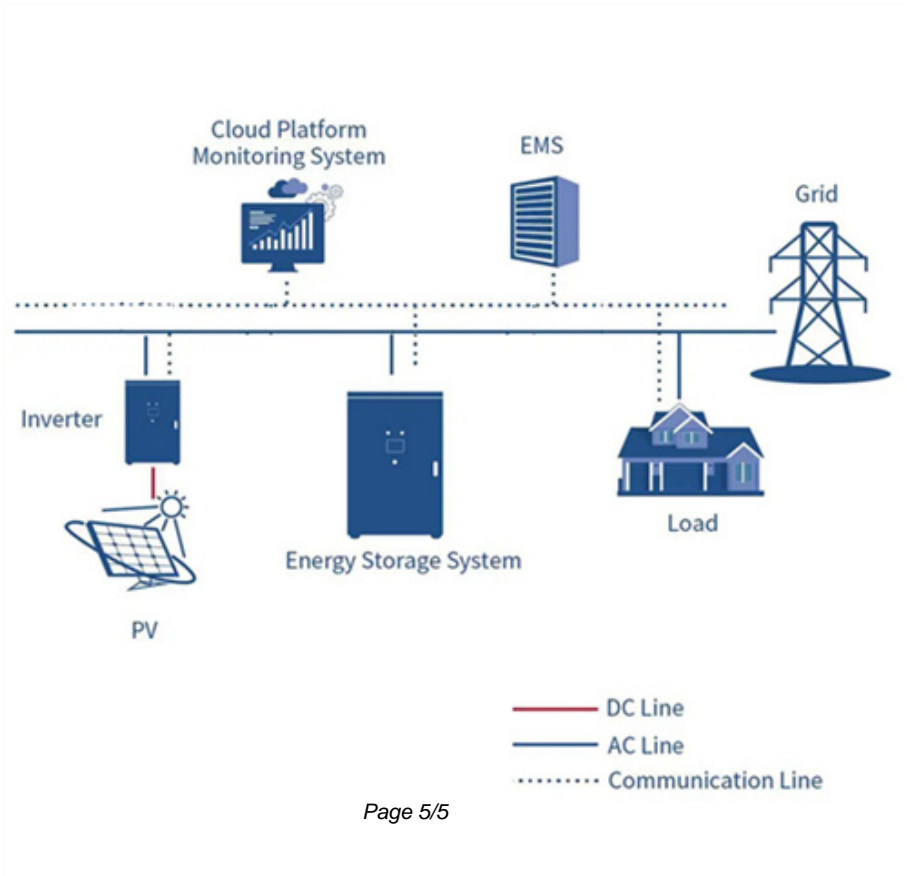 Cloud Platform
Monitoring System
EMS
Grid
Inverter
Load
Energy Storage System
PV
DC Line
AC Line
Communication Line
Page 5/5